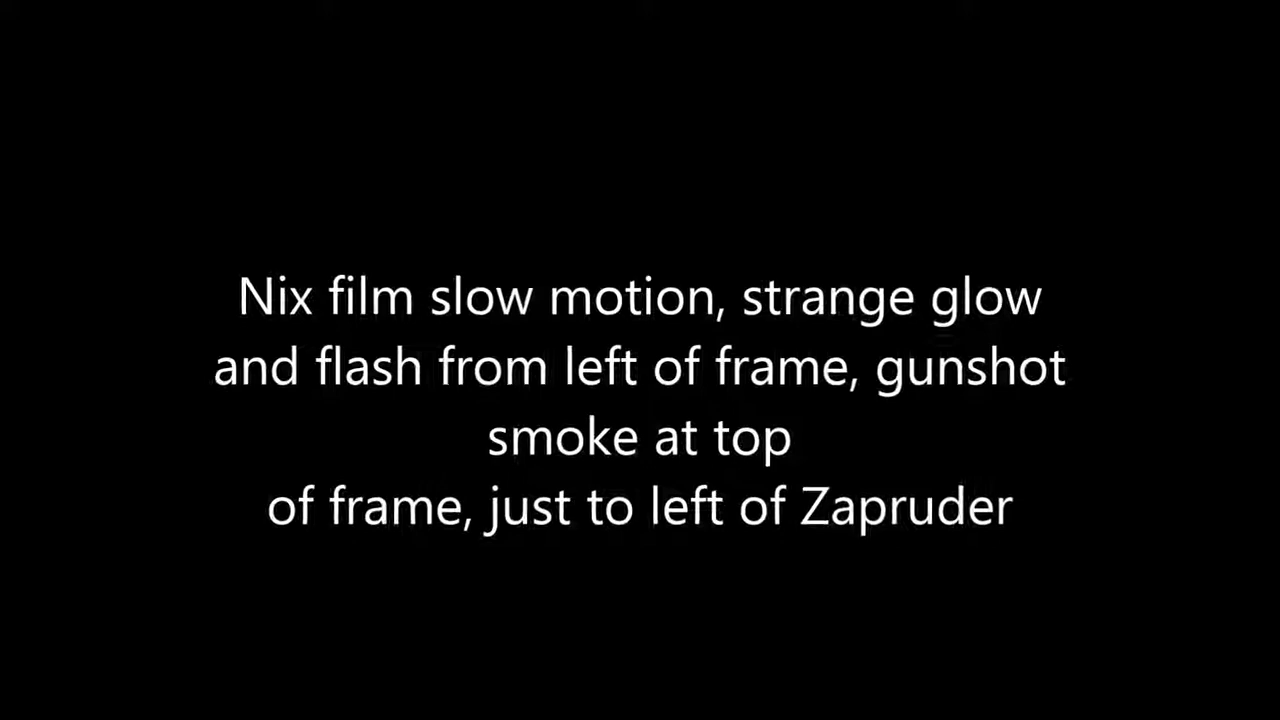 Nix film slow motion, strange glow
and flash from left of frame, gunshot
smoke at top
of frame, just to left of Zapruder